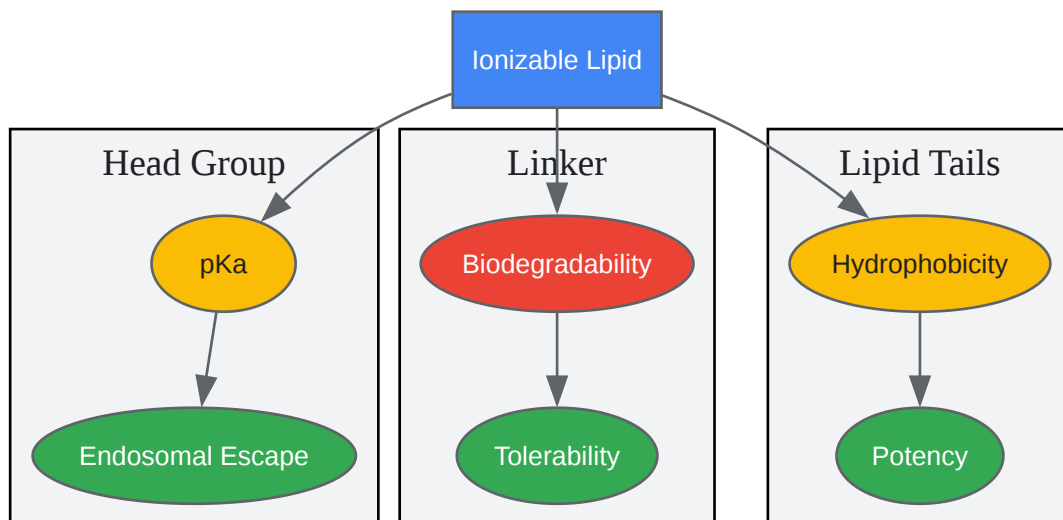 Ionizable Lipid
Head Group
Linker
Lipid Tails
pKa
Biodegradability
Hydrophobicity
Endosomal Escape
Tolerability
Potency